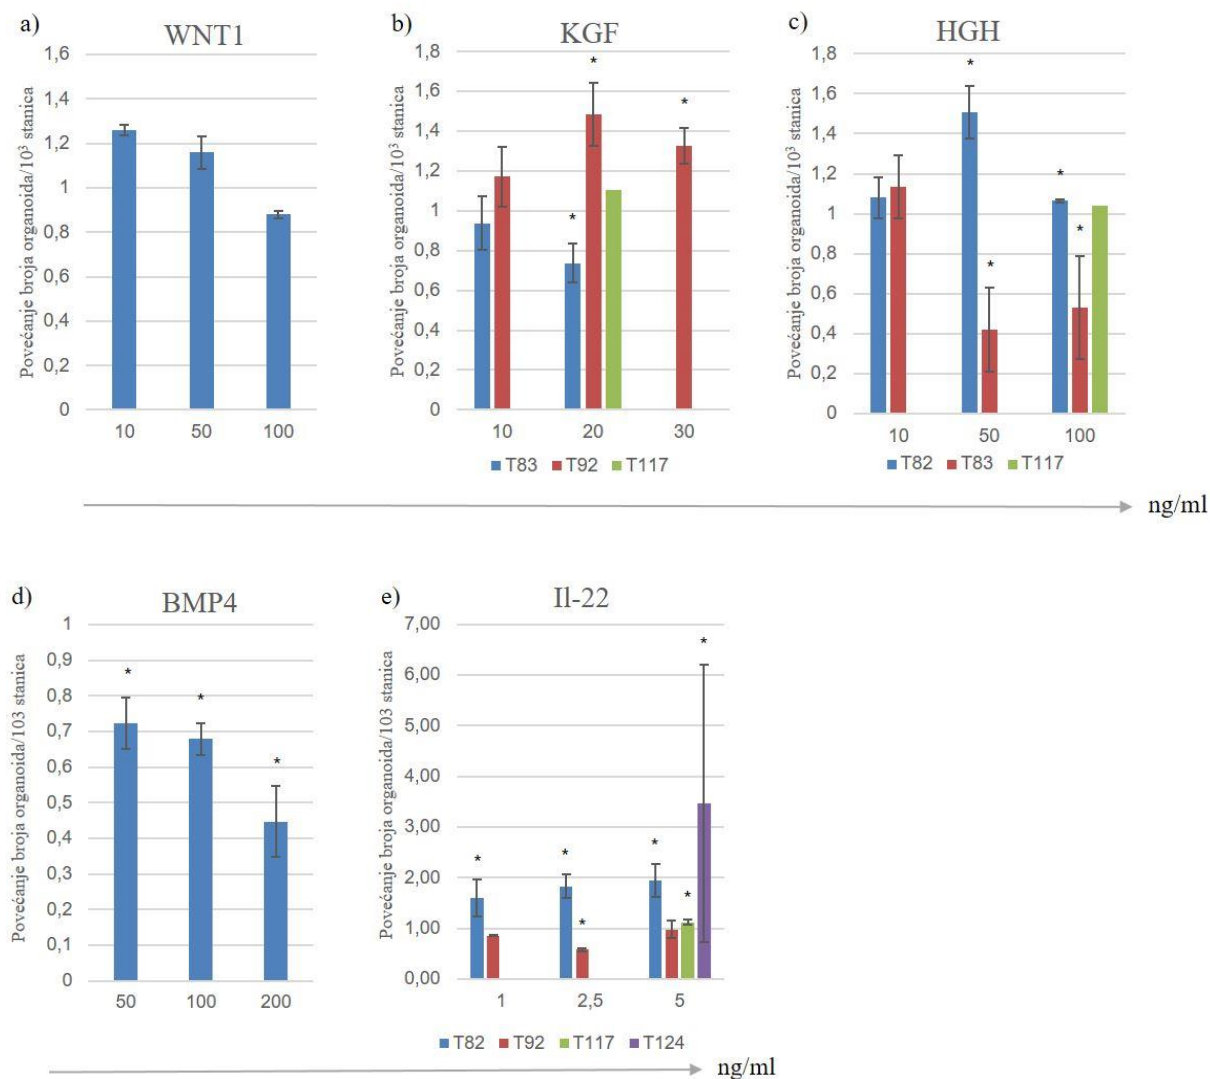 a)
WNT1
Povećanje broja organoida/10³ stanica
1,6
1,4
1,2
1
0,8
0,6
0,4
0,2
0
10 50 100
b)
KGF
Povećanje broja organoida/10³ stanica
1,8
1,6
1,4
1,2
1
0,8
0,6
0,4
0,2
0
* * *
10 20 30
T83 T92 T117
c)
HGH
Povećanje broja organoida/10³ stanica
1,8
1,6
1,4
1,2
1
0,8
0,6
0,4
0,2
0
* * * *
10 50 100
T82 T83 T117
ng/ml
d)
BMP4
Povećanje broja organoida/103 stanica
1
0,9
0,8
0,7
0,6
0,5
0,4
0,3
0,2
0,1
0
* * *
50 100 200
e)
Il-22
Povećanje broja organoida/103 stanica
7,00
6,00
5,00
4,00
3,00
2,00
1,00
0,00
* * * * * *
1 2,5 5
T82 T92 T117 T124
ng/ml